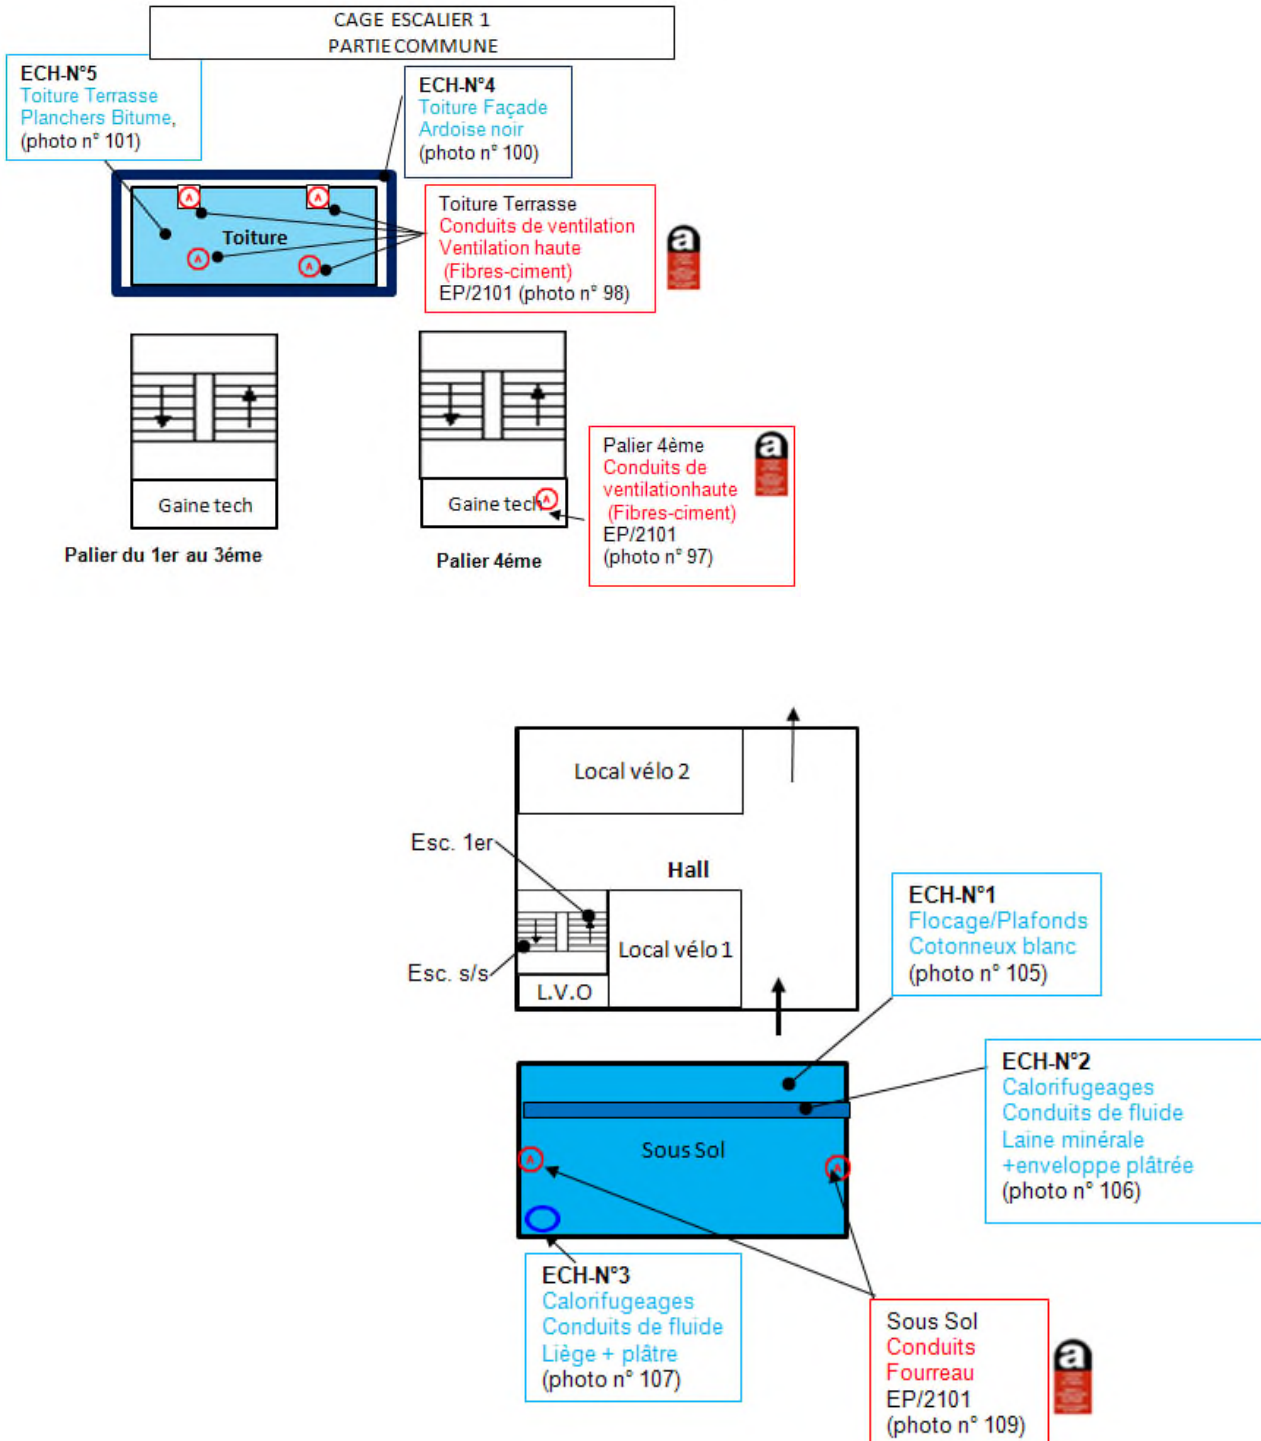 CAGE ESCALIER 1
PARTIE COMMUNE
ECH-N°5
Toiture Terrasse
Planchers Bitume,
(photo n° 101)
ECH-N°4
Toiture Façade
Ardoise noir
(photo n° 100)
A
A
Toiture
A
A
Toiture Terrasse
Conduits de ventilation
Ventilation haute
(Fibres-ciment)
EP/2101 (photo n° 98)
a
Gaine tech
Palier du 1er au 3éme
Gaine tech
A
Palier 4éme
Palier 4ème
Conduits de
ventilationhaute
(Fibres-ciment)
EP/2101
(photo n° 97)
a
Local vélo 2
Esc. 1er
Hall
Esc. s/s
Local vélo 1
L.V.O
ECH-N°1
Flocage/Plafonds
Cotonneux blanc
(photo n° 105)
ECH-N°2
Calorifugeages
Conduits de fluide
Laine minérale
+enveloppe plâtrée
(photo n° 106)
Sous Sol
A
A
ECH-N°3
Calorifugeages
Conduits de fluide
Liège + plâtre
(photo n° 107)
Sous Sol
Conduits
Fourreau
EP/2101
(photo n° 109)
a